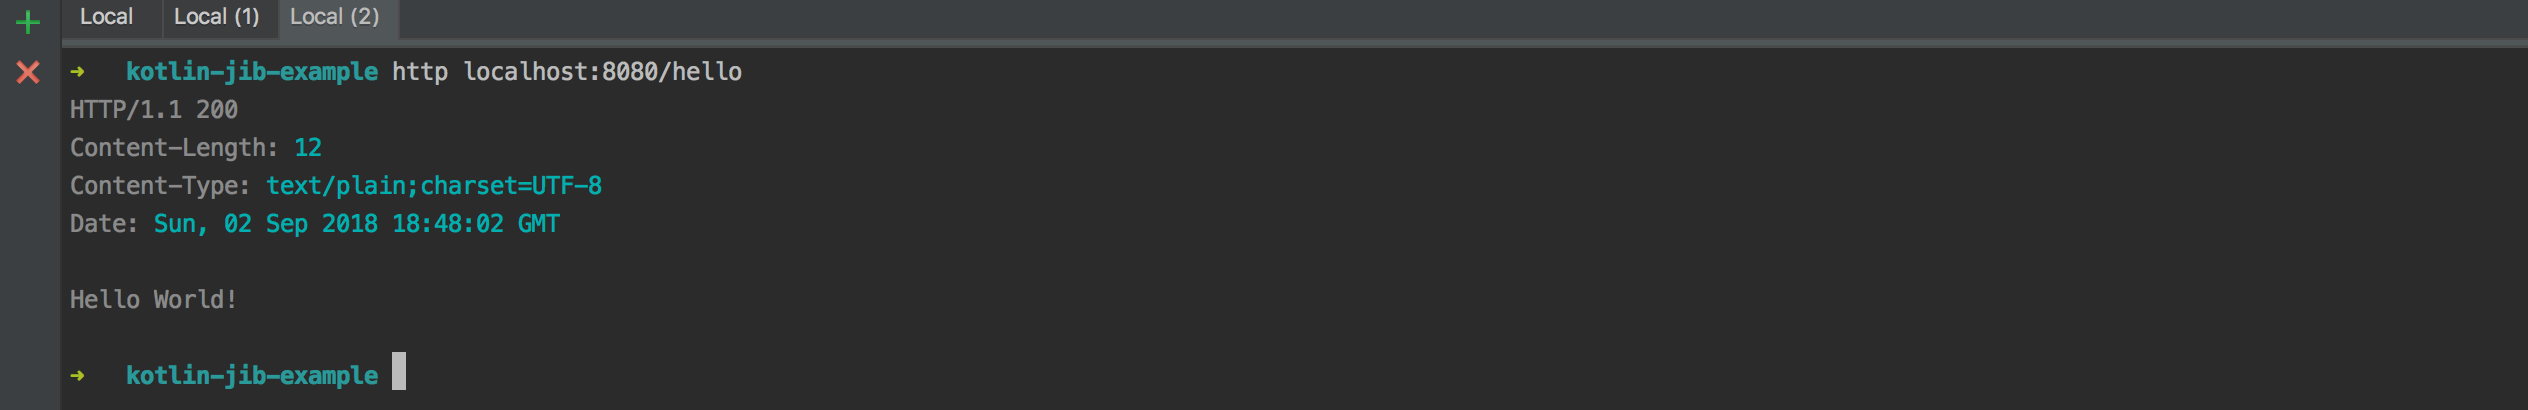 Local Local (1) Local (2)
➜ kotlin-jib-example http localhost:8080/hello
HTTP/1.1 200
Content-Length: 12
Content-Type: text/plain;charset=UTF-8
Date: Sun, 02 Sep 2018 18:48:02 GMT
Hello World!
➜ kotlin-jib-example